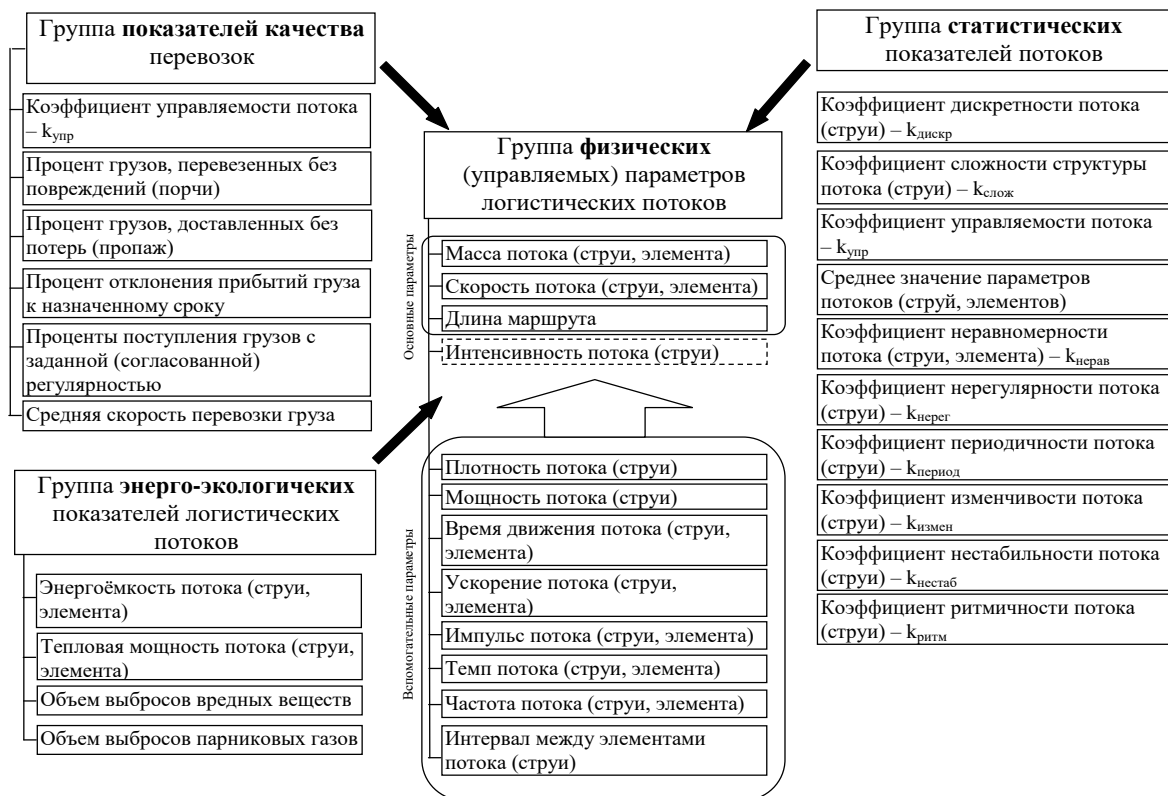 Группа показателей качества
перевозок
Коэффициент управляемости потока
– kупр
Процент грузов, перевезенных без
повреждений (порчи)
Процент грузов, доставленных без
потерь (пропаж)
Процент отклонения прибытий груза
к назначенному сроку
Проценты поступления грузов с
заданной (согласованной)
регулярностью
Средняя скорость перевозки груза
Группа энерго-экологичеких
показателей логистических
потоков
Энергоёмкость потока (струи,
элемента)
Тепловая мощность потока (струи,
элемента)
Объем выбросов вредных веществ
Объем выбросов парниковых газов
Группа физических
(управляемых) параметров
логистических потоков
Основные параметры
Масса потока (струи, элемента)
Скорость потока (струи, элемента)
Длина маршрута
Интенсивность потока (струи)
Вспомогательные параметры
Плотность потока (струи)
Мощность потока (струи)
Время движения потока (струи,
элемента)
Ускорение потока (струи,
элемента)
Импульс потока (струи, элемента)
Темп потока (струи, элемента)
Частота потока (струи, элемента)
Интервал между элементами
потока (струи)
Группа статистических
показателей потоков
Коэффициент дискретности потока
(струи) – kдискр
Коэффициент сложности структуры
потока (струи) – kслож
Коэффициент управляемости потока
– kупр
Среднее значение параметров
потоков (струй, элементов)
Коэффициент неравномерности
потока (струи, элемента) – kнерав
Коэффициент нерегулярности потока
(струи) – kнерег
Коэффициент периодичности потока
(струи) – kпериод
Коэффициент изменчивости потока
(струи) – kизмен
Коэффициент нестабильности потока
(струи) – kнестаб
Коэффициент ритмичности потока
(струи) – kритм